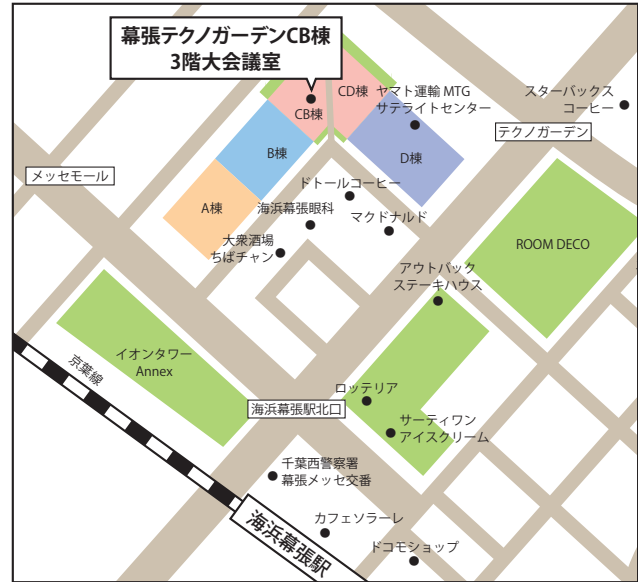 幕張テクノガーデンCB棟
3階大会議室
CD棟
CB棟
ヤマト運輸 MTG
サテライトセンター
スターバックス
コーヒー
テクノガーデン
B棟
D棟
メッセモール
ドトールコーヒー
A棟
海浜幕張眼科
マクドナルド
大衆酒場
ちばチャン
ROOM DECO
アウトバック
ステーキハウス
イオンタワー
Annex
京葉線
ロッテリア
海浜幕張駅北口
サーティワン
アイスクリーム
千葉西警察署
幕張メッセ交番
海浜幕張駅
カフェソラーレ
ドコモショップ